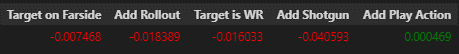 Target on Farside Add Rollout Target is WR Add Shotgun Add Play Action
-0.007468 -0.018389 -0.016033 -0.040593 0.000469